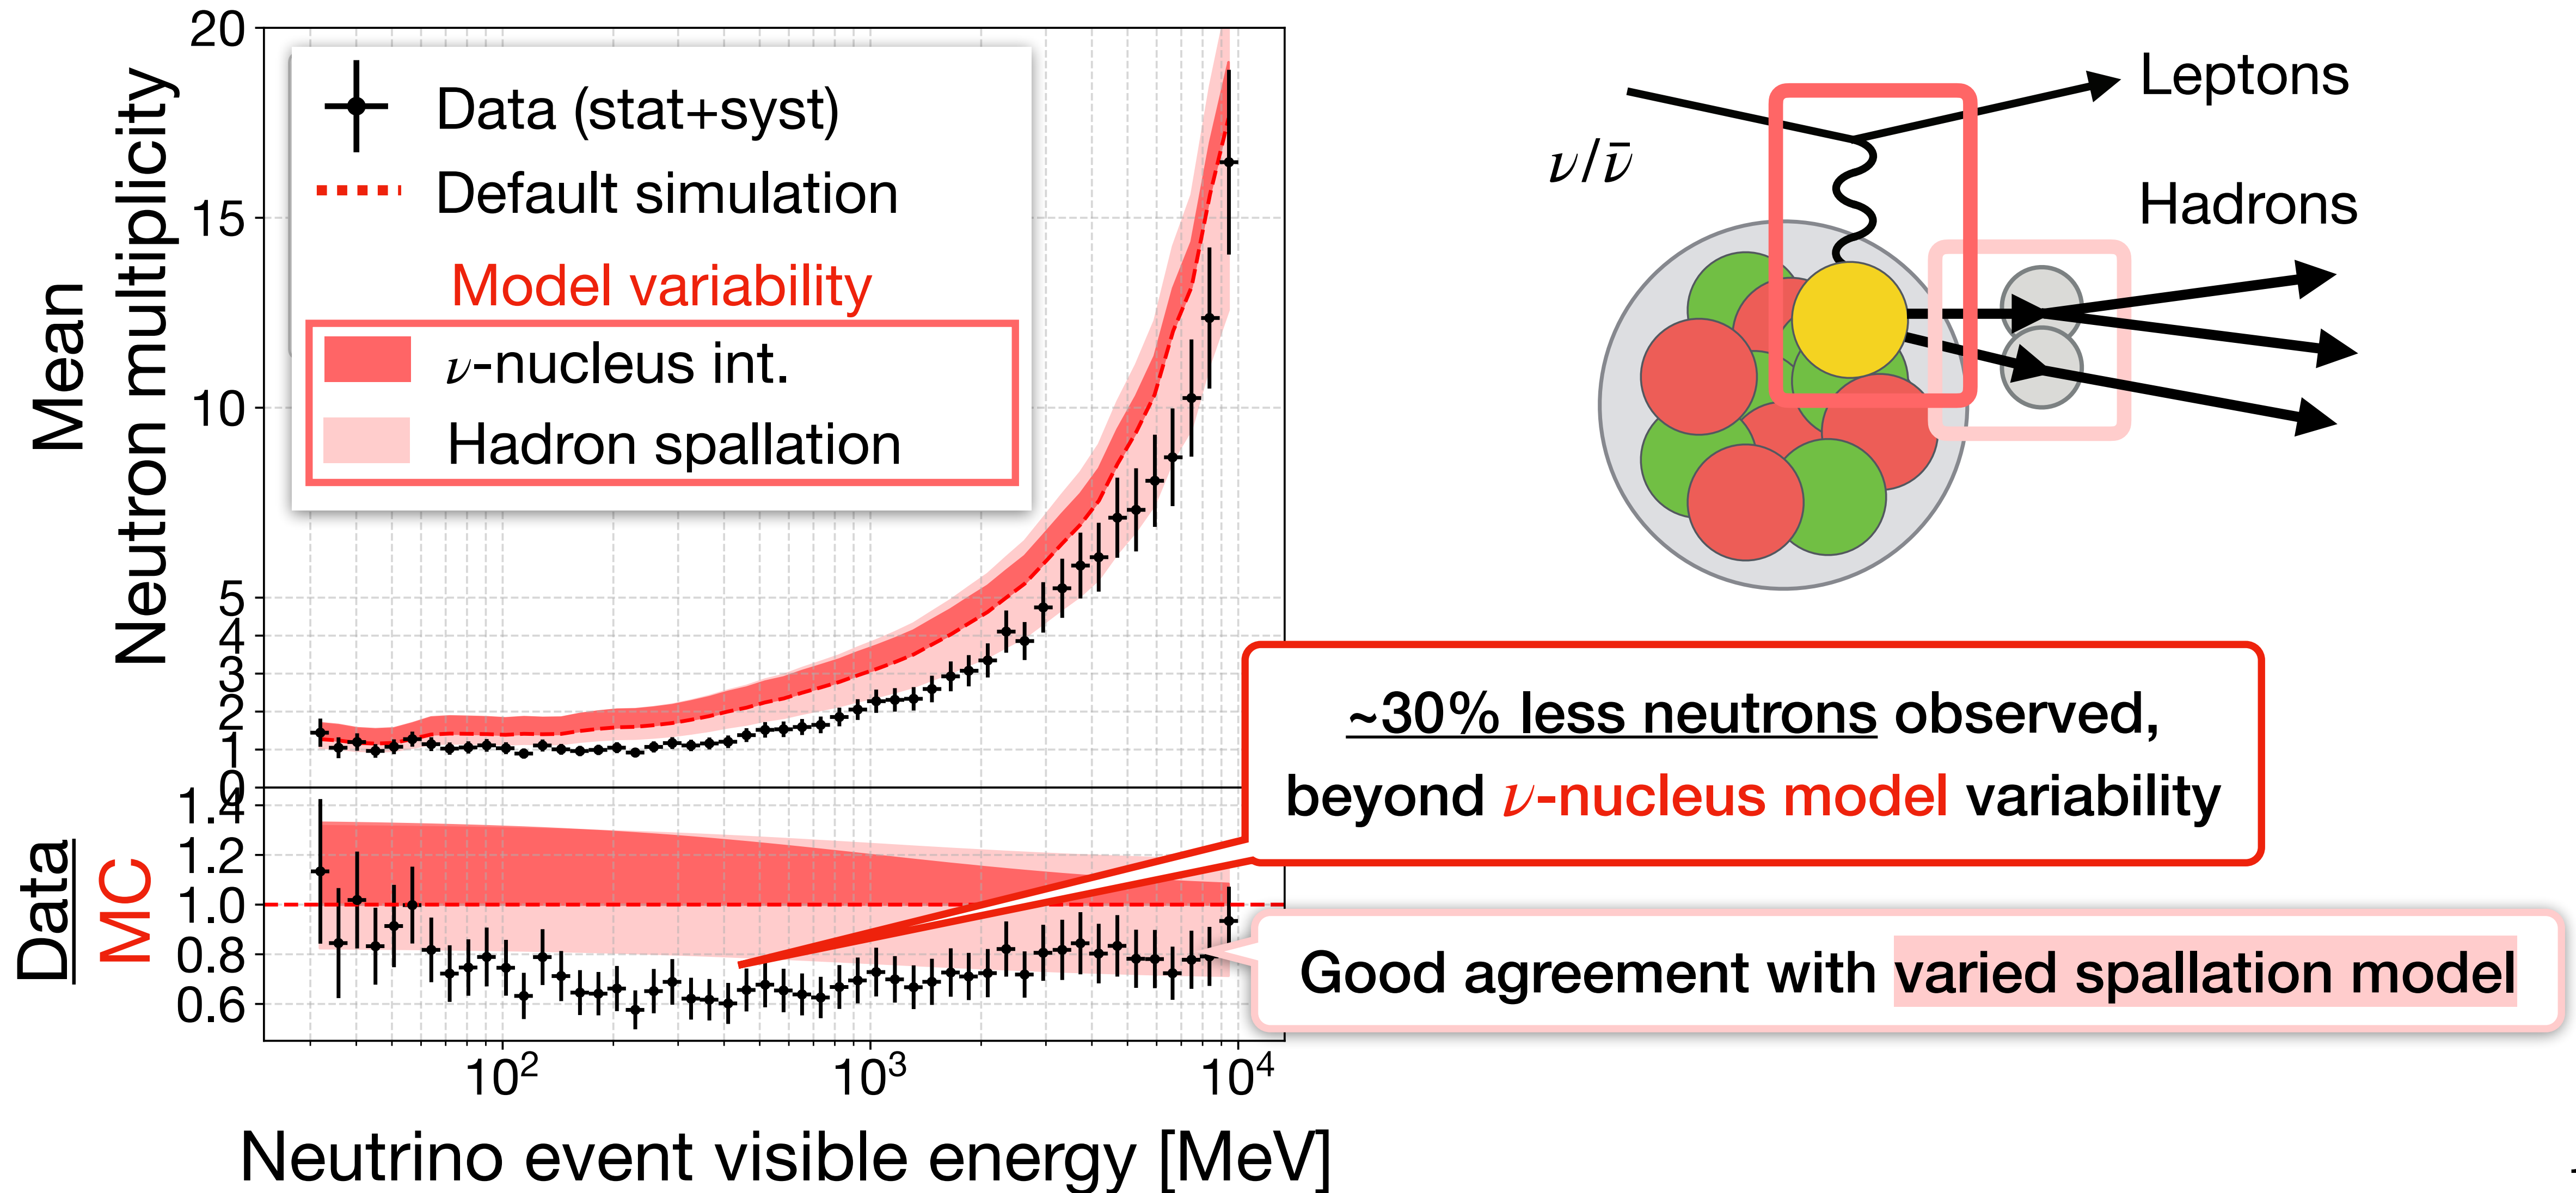 Mean
Neutron multiplicity
20
15
10
5
4
3
2
1
0
Data (stat+syst)
Default simulation
Model variability
ν-nucleus int.
Hadron spallation
Data
MC
1.4
1.2
1.0
0.8
0.6
10²
10³
10⁴
Neutrino event visible energy [MeV]
ν/ν̄
Leptons
Hadrons
~30% less neutrons observed,
beyond ν-nucleus model variability
Good agreement with varied spallation model